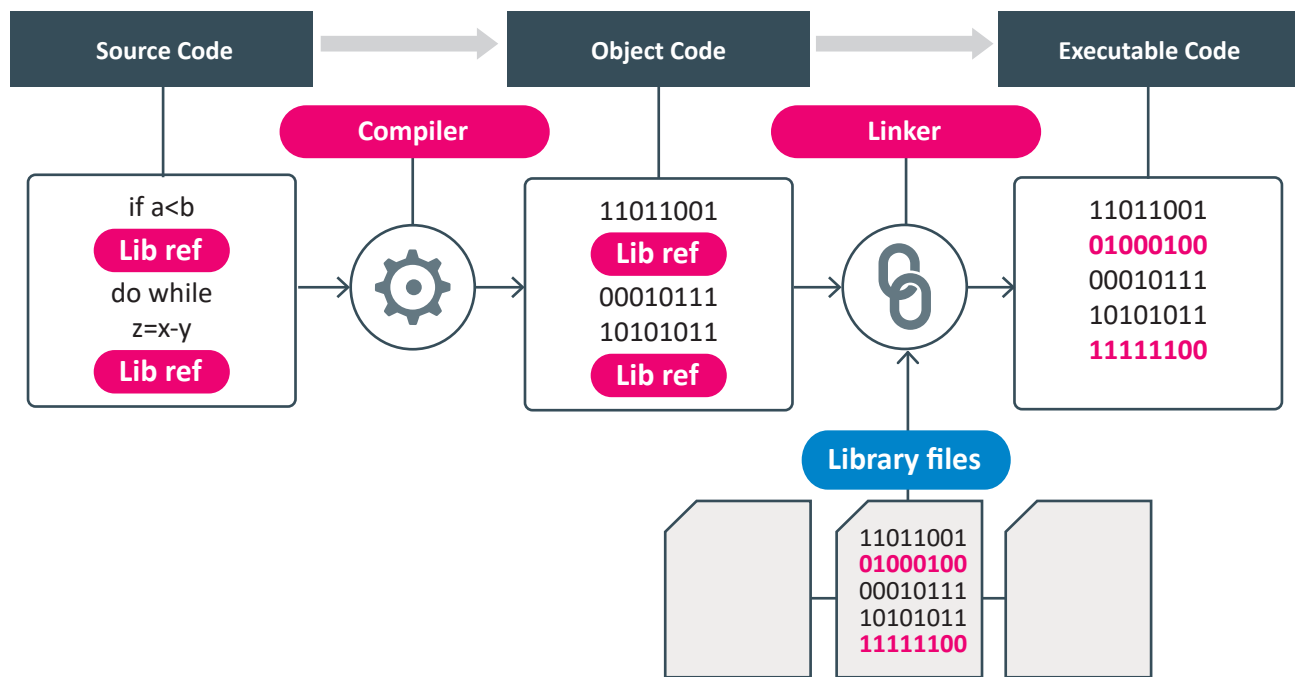 Source Code
Object Code
Executable Code
Compiler
Linker
if a<b
Lib ref
do while
z=x-y
Lib ref
11011001
Lib ref
00010111
10101011
Lib ref
11011001
01000100
00010111
10101011
11111100
Library files
11011001
01000100
00010111
10101011
11111100